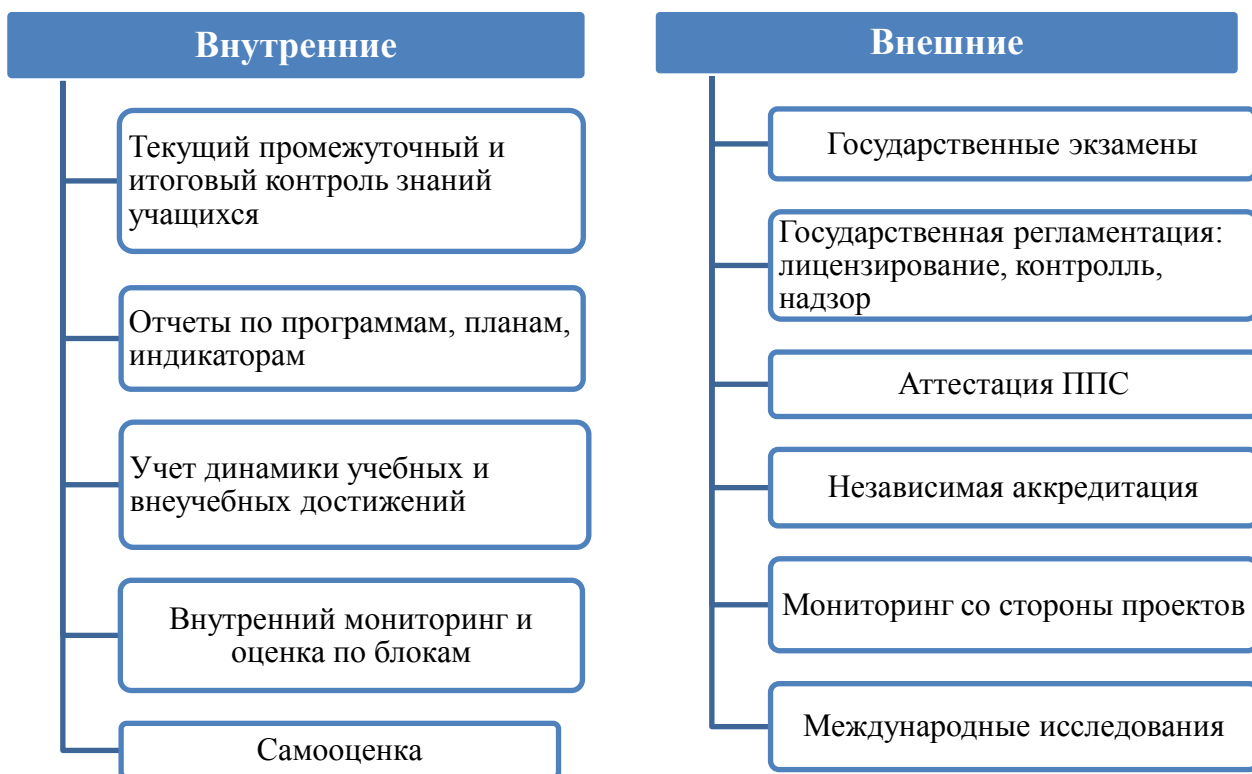 Внутренние
Текущий промежуточный и
итоговый контроль знаний
учащихся
Отчеты по программам, планам,
индикаторам
Учет динамики учебных и
внеучебных достижений
Внутренний мониторинг и
оценка по блокам
Самооценка
Внешние
Государственные экзамены
Государственная регламентация:
лицензирование, контролль,
надзор
Аттестация ППС
Независимая аккредитация
Мониторинг со стороны проектов
Международные исследования